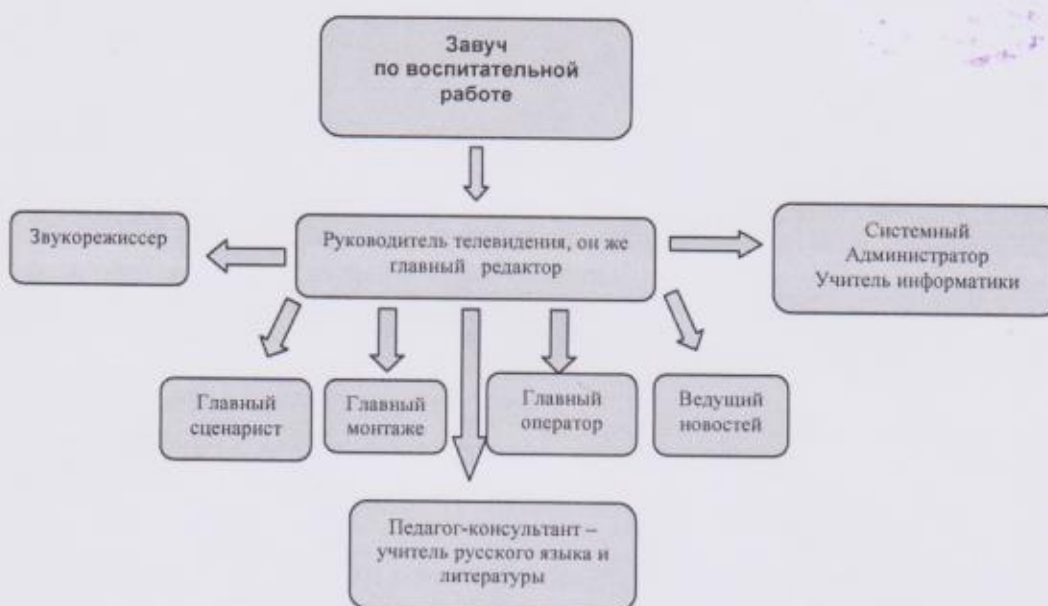 Завуч
по воспитательной
работе
Звукорежиссер
Руководитель телевидения, он же
главный редактор
Системный
Администратор
Учитель информатики
Главный
сценарист
Главный
монтаже
Главный
оператор
Ведущий
новостей
Педагог-консультант –
учитель русского языка и
литературы